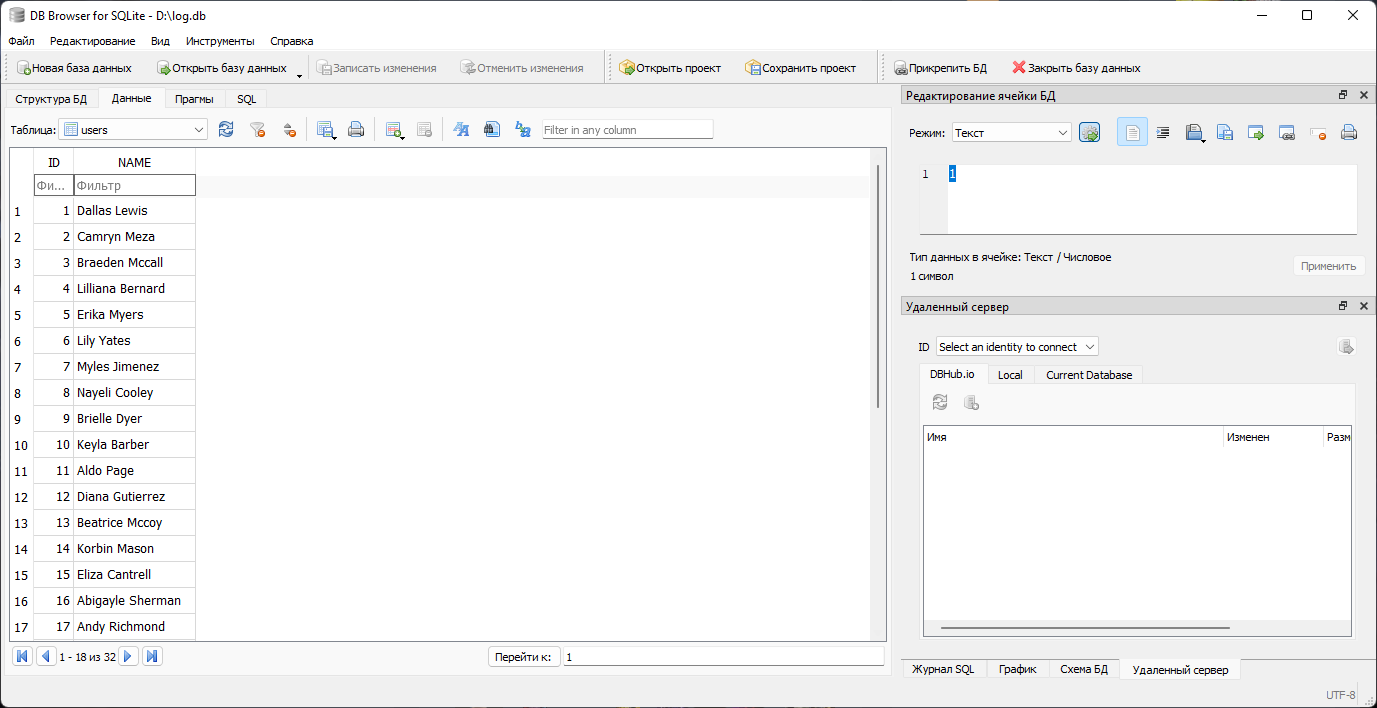 DB Browser for SQLite - D:\log.db
Файл Редактирование Вид Инструменты Справка
Новая база данных Открыть базу данных Записать изменения Отменить изменения Открыть проект Сохранить проект Прикрепить БД Закрыть базу данных
Структура БД Данные Прагмы SQL
Таблица: users Filter in any column
ID NAME
Фи... Фильтр
1 1 Dallas Lewis
2 2 Camryn Meza
3 3 Braeden Mccall
4 4 Lilliana Bernard
5 5 Erika Myers
6 6 Lily Yates
7 7 Myles Jimenez
8 8 Nayeli Cooley
9 9 Brielle Dyer
10 10 Keyla Barber
11 11 Aldo Page
12 12 Diana Gutierrez
13 13 Beatrice Mccoy
14 14 Korbin Mason
15 15 Eliza Cantrell
16 16 Abigayle Sherman
17 17 Andy Richmond
1 - 18 из 32 Перейти к: 1
Редактирование ячейки БД
Режим: Текст
1 1
Тип данных в ячейке: Текст / Числовое
1 символ
Применить
Удаленный сервер
ID Select an identity to connect
DBHub.io Local Current Database
Имя Изменен Разм
Журнал SQL График Схема БД Удаленный сервер
UTF-8